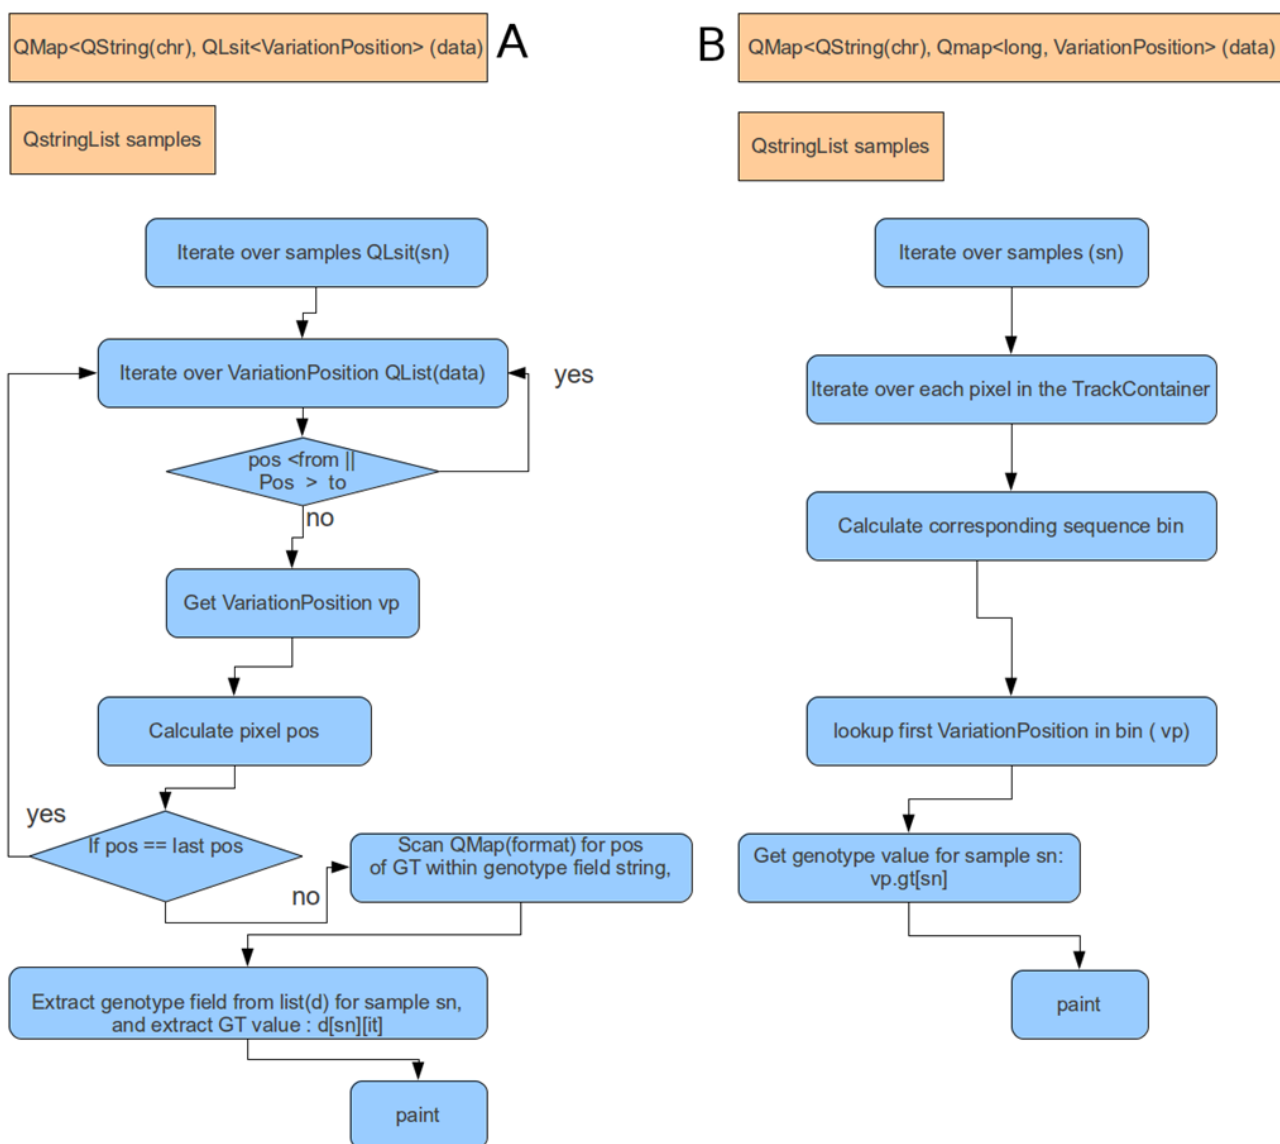 QMap<QString(chr), QLsit<VariationPosition> (data)
A
QstringList samples
Iterate over samples QLsit(sn)
Iterate over VariationPosition QList(data)
yes
pos <from ||
Pos > to
no
Get VariationPosition vp
Calculate pixel pos
yes
If pos == last pos
no
Scan QMap(format) for pos
of GT within genotype field string,
Extract genotype field from list(d) for sample sn,
and extract GT value : d[sn][it]
paint
B
QMap<QString(chr), Qmap<long, VariationPosition> (data)
QstringList samples
Iterate over samples (sn)
Iterate over each pixel in the TrackContainer
Calculate corresponding sequence bin
lookup first VariationPosition in bin ( vp)
Get genotype value for sample sn:
vp.gt[sn]
paint